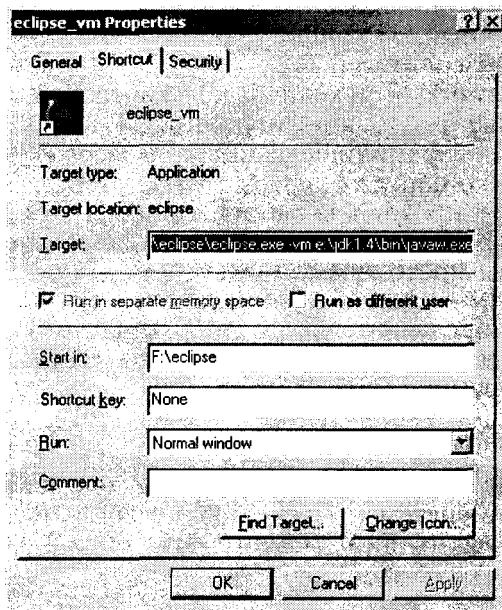 eclipse_vm Properties
General Shortcut Security
eclipse_vm
Target type: Application
Target location: eclipse
Target: \eclipse\eclipse.exe -vm e:\jdk1.4\bin\javaw.exe
Run in separate memory space Run as different user
Start in: F:\eclipse
Shortcut key: None
Run: Normal window
Comment:
Find Target... Change Icon...
OK Cancel Apply